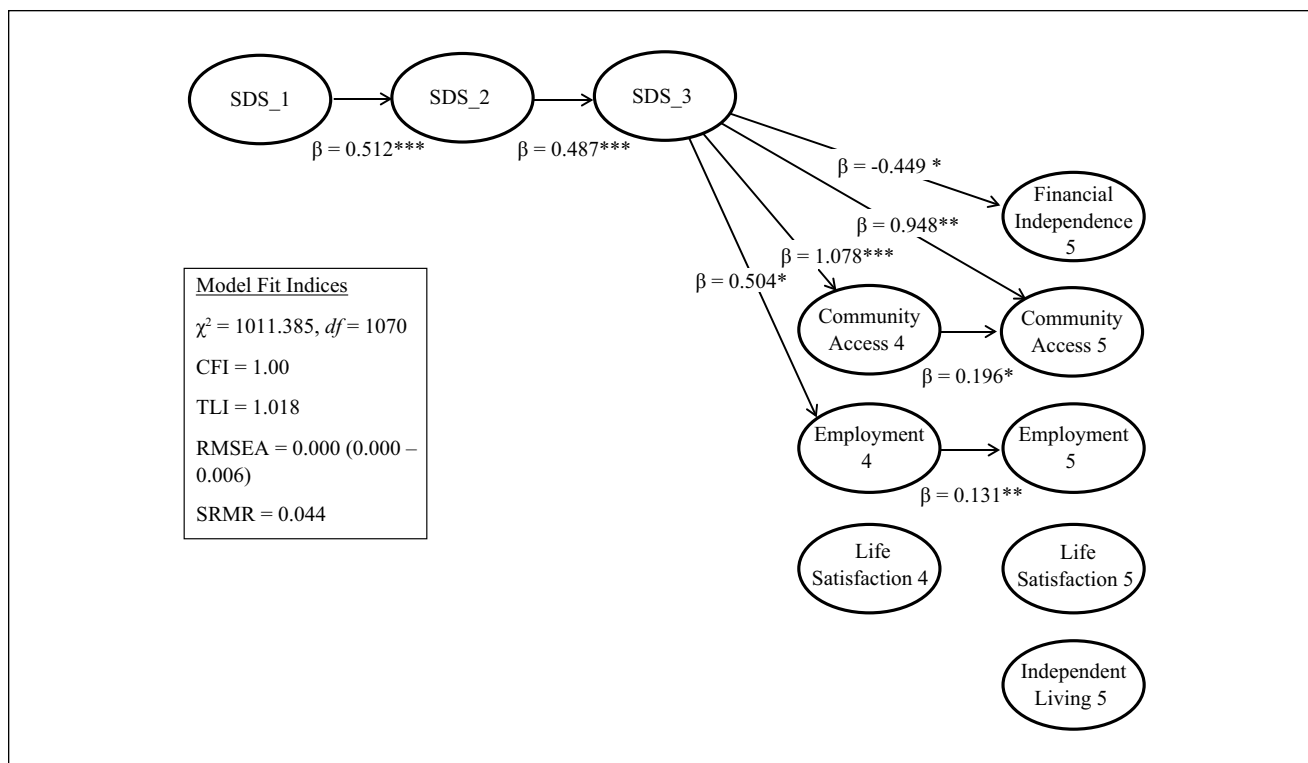 SDS_1
SDS_2
SDS_3
β = 0.512***
β = 0.487***
β = -0.449 *
Financial
Independence
5
β = 0.948**
β = 1.078***
β = 0.504*
Model Fit Indices
χ² = 1011.385, df = 1070
CFI = 1.00
TLI = 1.018
RMSEA = 0.000 (0.000 –
0.006)
SRMR = 0.044
Community
Access 4
Community
Access 5
β = 0.196*
Employment
4
Employment
5
β = 0.131**
Life
Satisfaction 4
Life
Satisfaction 5
Independent
Living 5